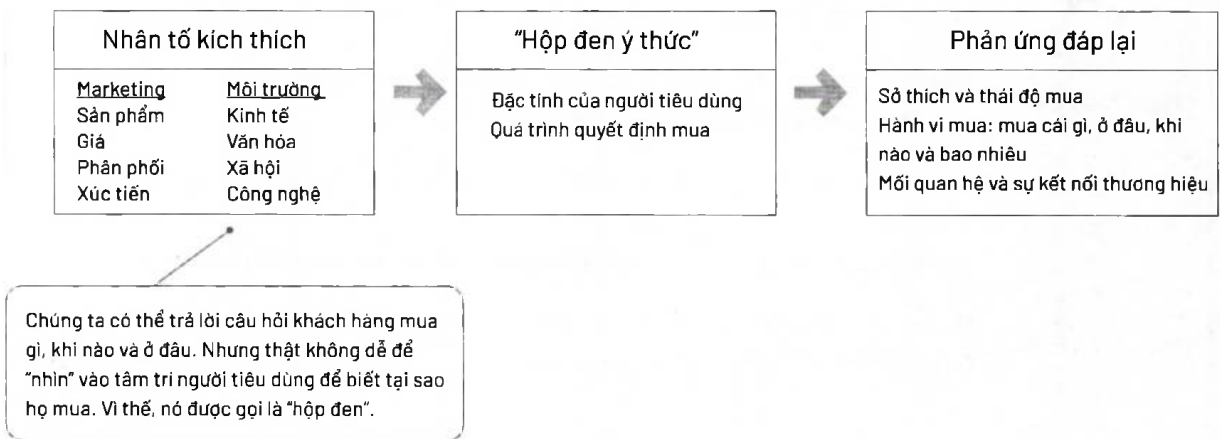 Nhân tố kích thích
Marketing
Sản phẩm
Giá
Phân phối
Xúc tiến
Môi trường
Kinh tế
Văn hóa
Xã hội
Công nghệ
"Hộp đen ý thức"
Đặc tính của người tiêu dùng
Quá trình quyết định mua
Phản ứng đáp lại
Sở thích và thái độ mua
Hành vi mua: mua cái gì, ở đâu, khi
nào và bao nhiêu
Mối quan hệ và sự kết nối thương hiệu
Chúng ta có thể trả lời câu hỏi khách hàng mua
gì, khi nào và ở đâu. Nhưng thật không dễ để
"nhìn" vào tâm trí người tiêu dùng để biết tại sao
họ mua. Vì thế, nó được gọi là "hộp đen".